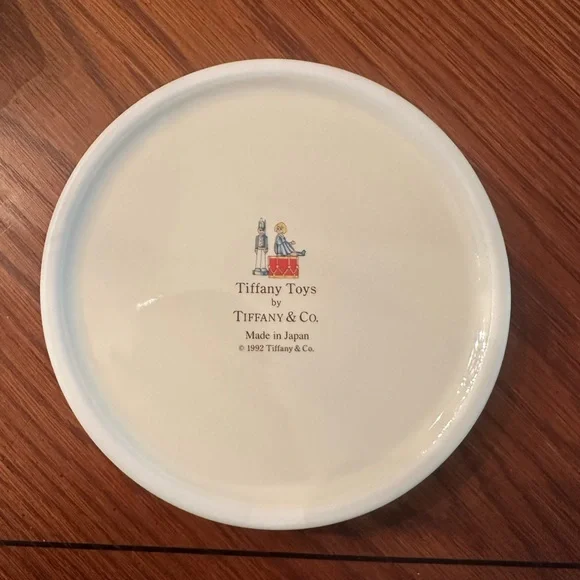 Tiffany Toys
by
TIFFANY & CO.
Made in Japan
© 1992 Tiffany & Co.